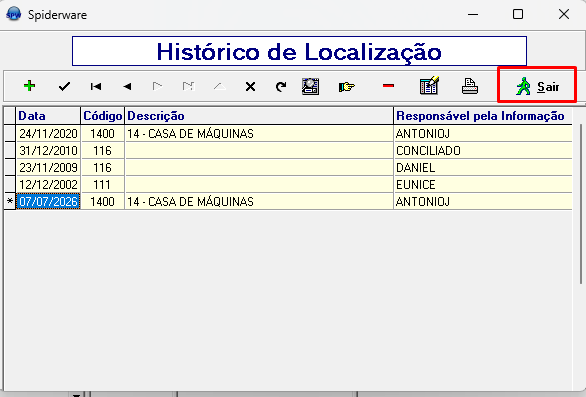 Spiderware
Histórico de Localização
Sair
Data Código Descrição Responsável pela Informação
24/11/2020 1400 14 - CASA DE MÁQUINAS ANTONIOJ
31/12/2010 116 CONCILIADO
23/11/2009 116 DANIEL
12/12/2002 111 EUNICE
* 07/07/2026 1400 14 - CASA DE MÁQUINAS ANTONIOJ